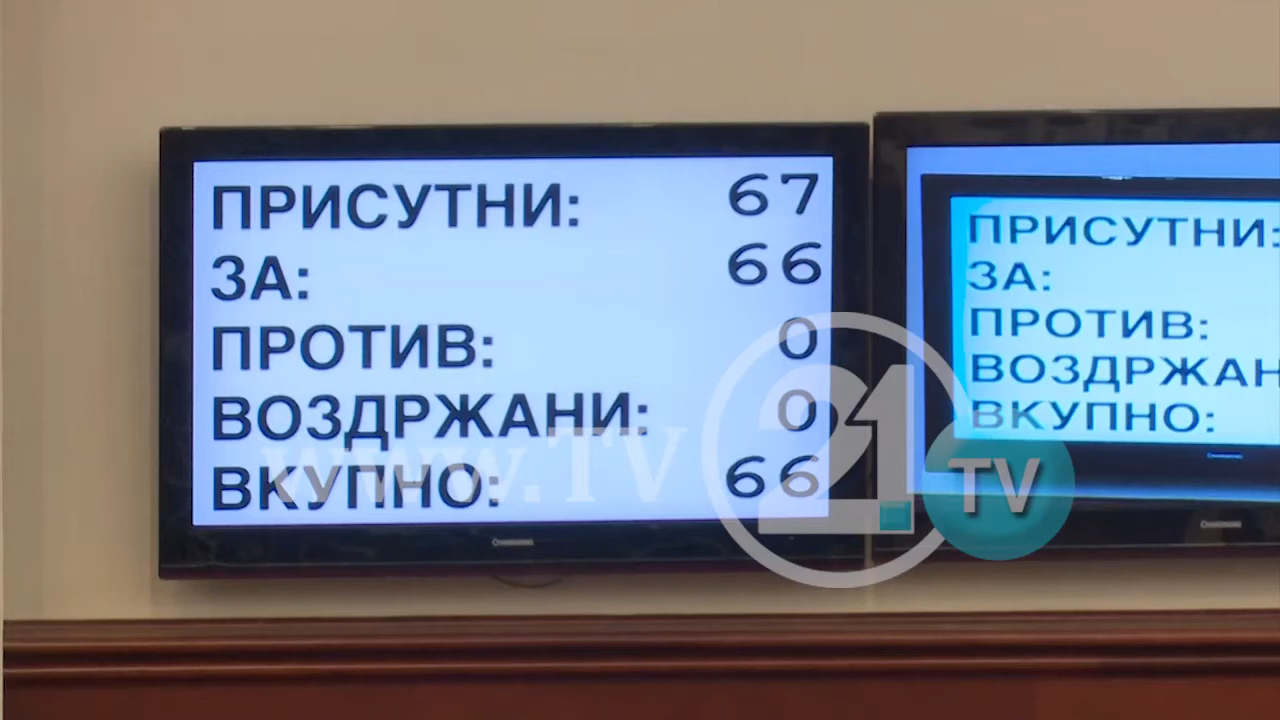 ПРИСУТНИ: 67
ЗА: 66
ПРОТИВ: 0
ВОЗДРЖАНИ: 0
ВКУПНО: 66
ПРИСУТНИ:
ЗА:
ПРОТИВ:
ВОЗДРЖАН
ВКУПНО:
www.TV
21
TV